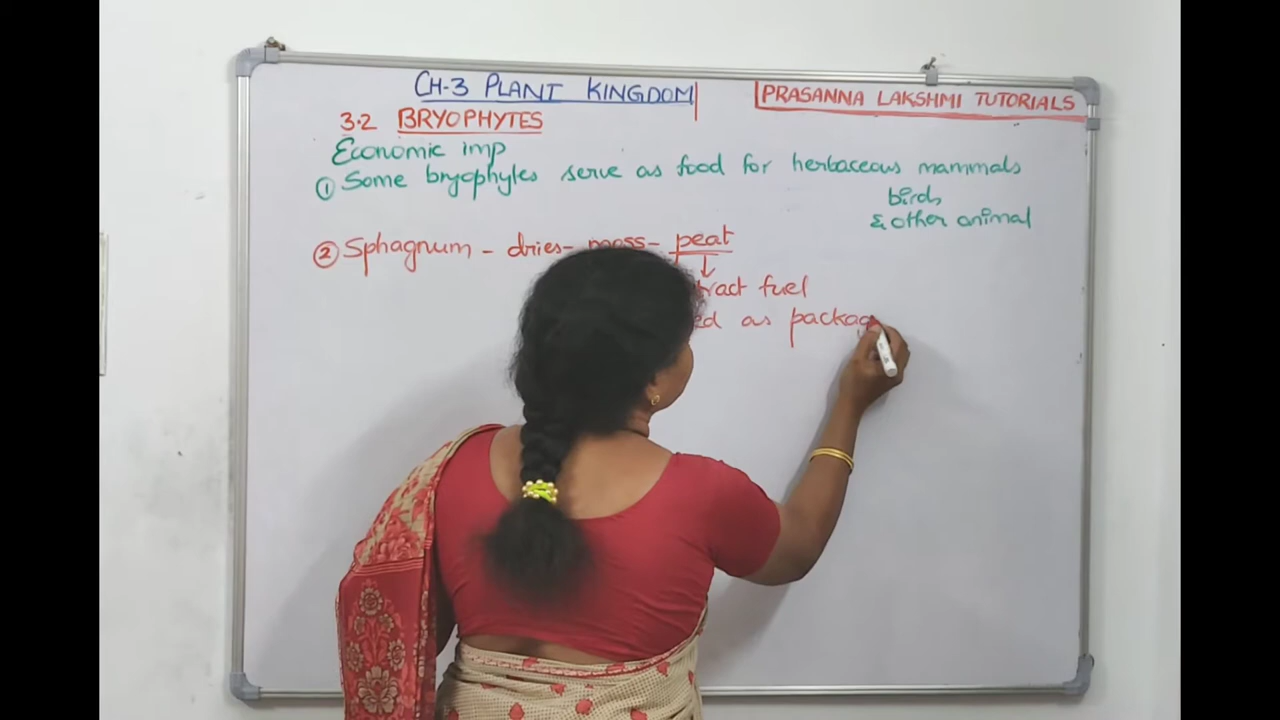 CH-3 PLANT KINGDOM
PRASANNA LAKSHMI TUTORIALS
3.2 BRYOPHYTES
Economic imp
① Some bryophytes serve as food for herbaceous mammals
birds
& other animal
② Sphagnum - dries - moss - peat
↓
tract fuel
ed as packag